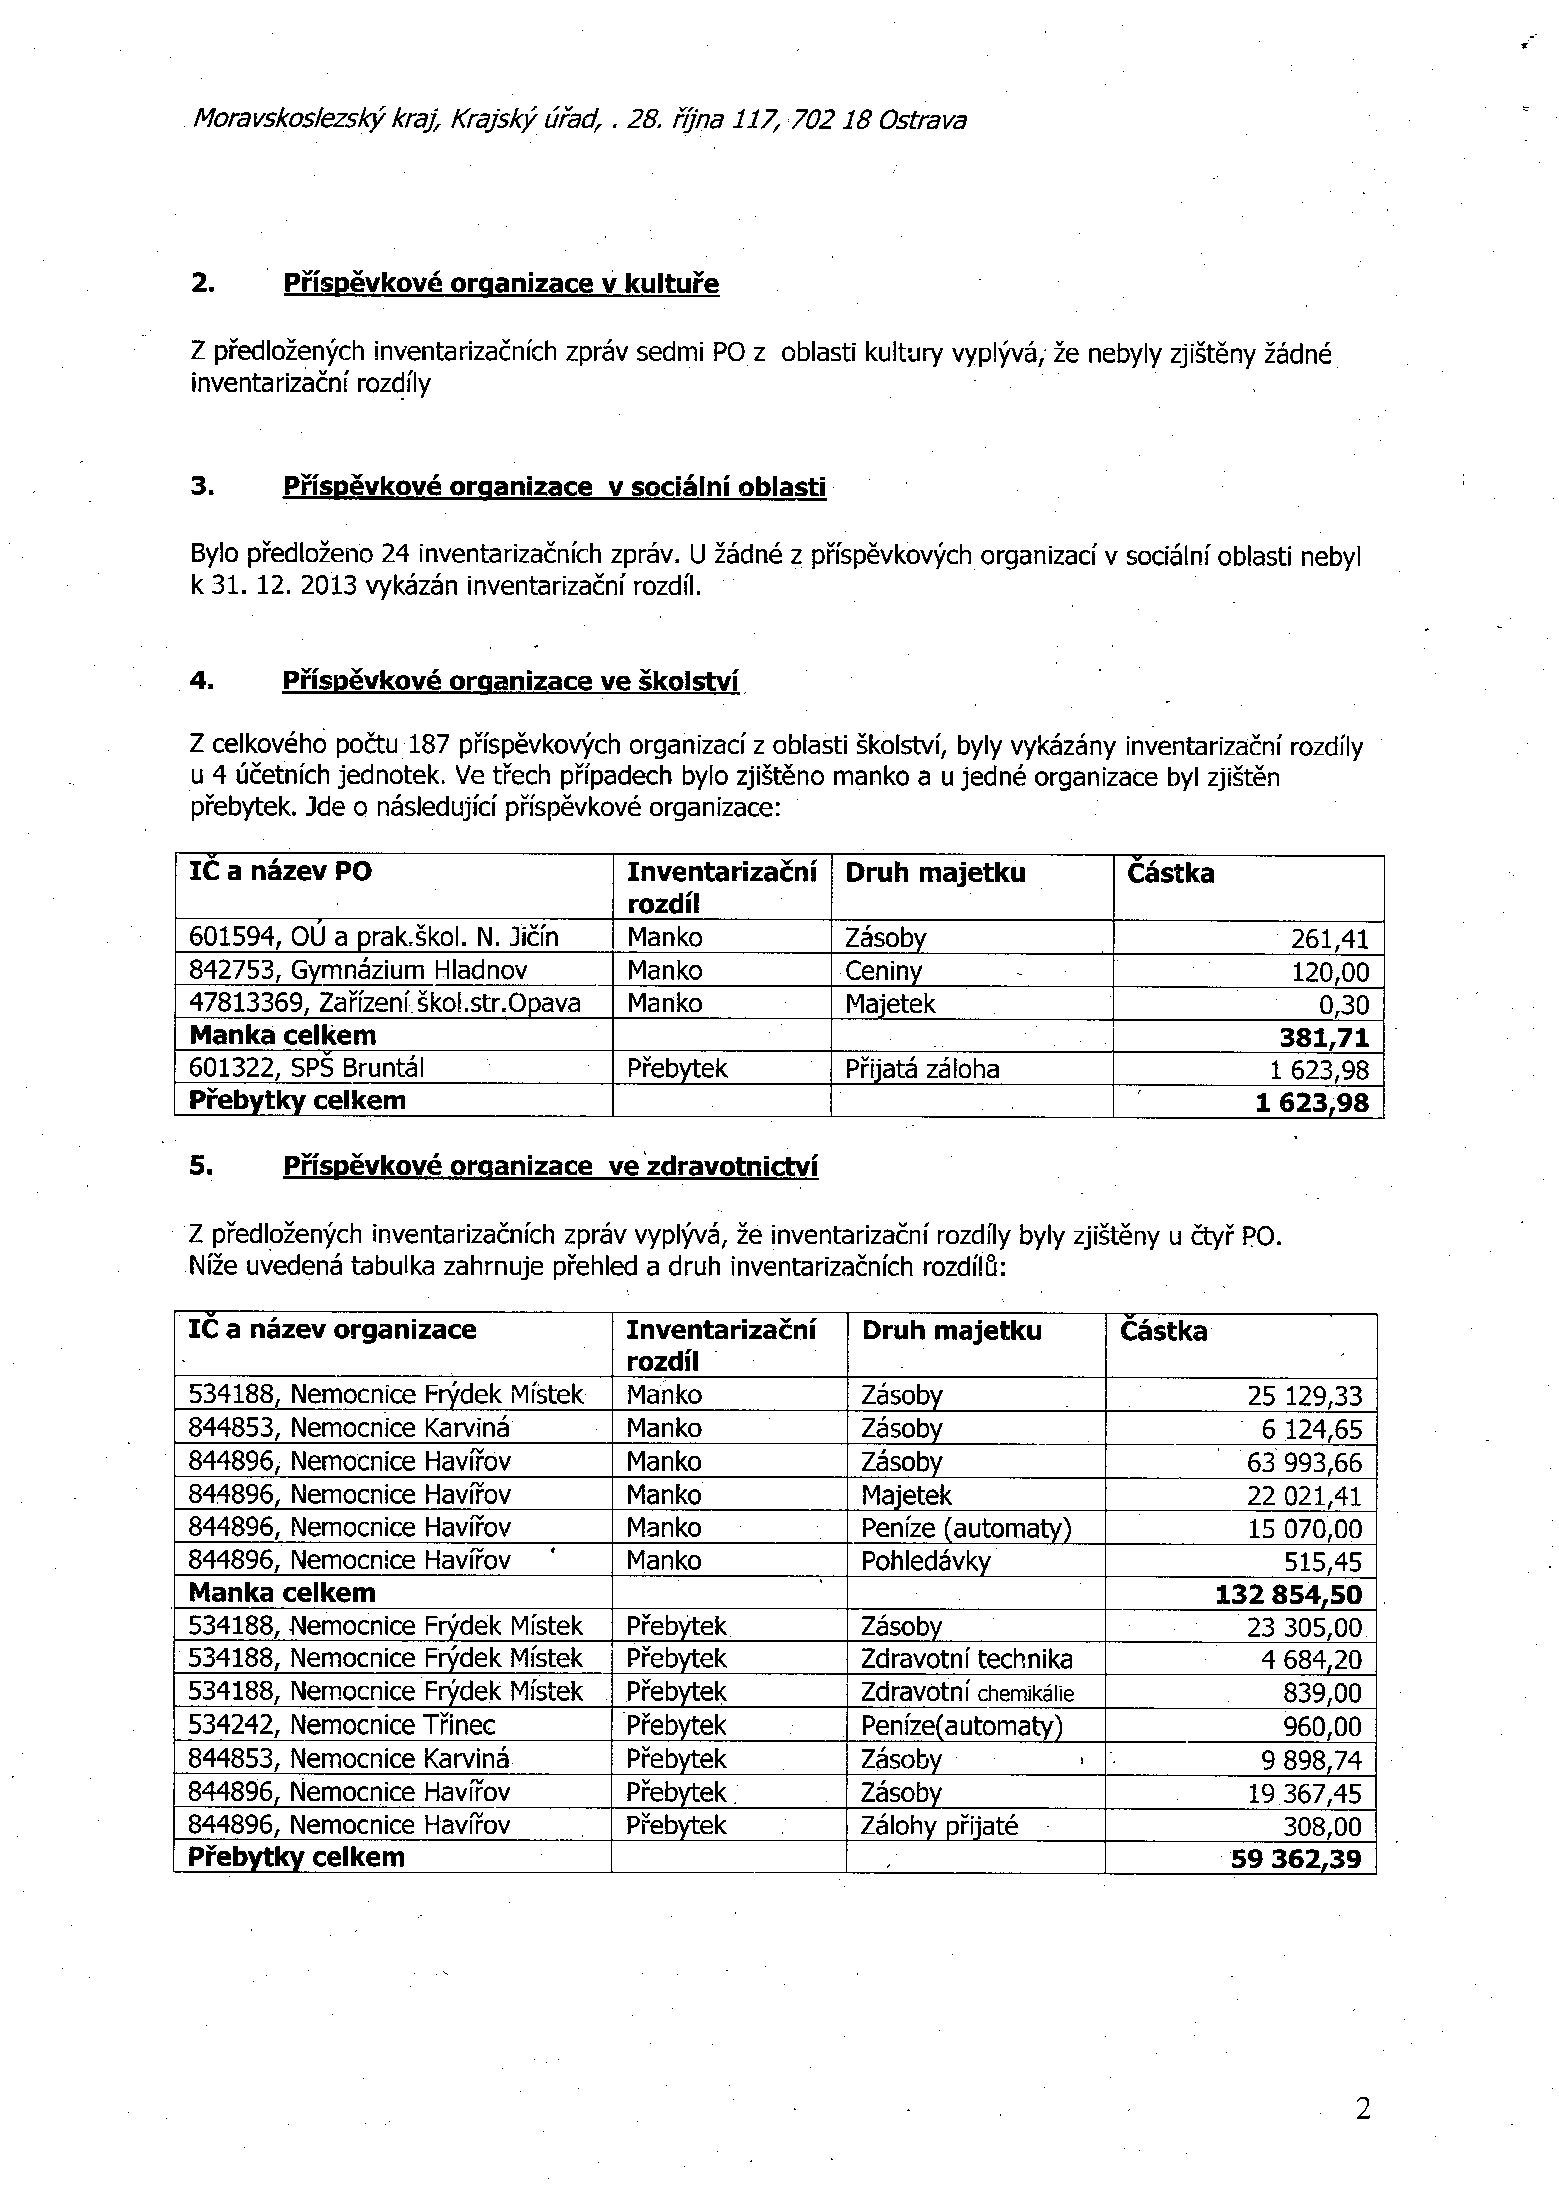 Moravskoslezský kraj, Krajský úřad, . 28. října 117, 702 18 Ostrava
2. Příspěvkové organizace v kultuře
Z předložených inventarizačních zpráv sedmi PO z oblasti kultury vyplývá, že nebyly zjištěny žádné
inventarizační rozdíly
3. Příspěvkové organizace v sociální oblasti
Bylo předloženo 24 inventarizačních zpráv. U žádné z příspěvkových organizací v sociální oblasti nebyl
k 31. 12. 2013 vykázán inventarizační rozdíl.
4. Příspěvkové organizace ve školství
Z celkového počtu 187 příspěvkových organizací z oblasti školství, byly vykázány inventarizační rozdíly
u 4 účetních jednotek. Ve třech případech bylo zjištěno manko a u jedné organizace byl zjištěn
přebytek. Jde o následující příspěvkové organizace:
IČ a název PO Inventarizační Druh majetku Částka
rozdíl
601594, OÚ a prak.škol. N. Jičín Manko Zásoby 261,41
842753, Gymnázium Hladnov Manko Ceniny 120,00
47813369, Zařízení škol.str.Opava Manko Majetek 0,30
Manka celkem 381,71
601322, SPŠ Bruntál Přebytek Přijatá záloha 1 623,98
Přebytky celkem 1 623,98
5. Příspěvkové organizace ve zdravotnictví
Z předložených inventarizačních zpráv vyplývá, že inventarizační rozdíly byly zjištěny u čtyř PO.
Níže uvedená tabulka zahrnuje přehled a druh inventarizačních rozdílů:
IČ a název organizace Inventarizační Druh majetku Částka
rozdíl
534188, Nemocnice Frýdek Místek Manko Zásoby 25 129,33
844853, Nemocnice Karviná Manko Zásoby 6 124,65
844896, Nemocnice Havířov Manko Zásoby 63 993,66
844896, Nemocnice Havířov Manko Majetek 22 021,41
844896, Nemocnice Havířov Manko Peníze (automaty) 15 070,00
844896, Nemocnice Havířov Manko Pohledávky 515,45
Manka celkem 132 854,50
534188, Nemocnice Frýdek Místek Přebytek Zásoby 23 305,00
534188, Nemocnice Frýdek Místek Přebytek Zdravotní technika 4 684,20
534188, Nemocnice Frýdek Místek Přebytek Zdravotní chemikálie 839,00
534242, Nemocnice Třinec Přebytek Peníze(automaty) 960,00
844853, Nemocnice Karviná Přebytek Zásoby 9 898,74
844896, Nemocnice Havířov Přebytek Zásoby 19 367,45
844896, Nemocnice Havířov Přebytek Zálohy přijaté 308,00
Přebytky celkem 59 362,39
2